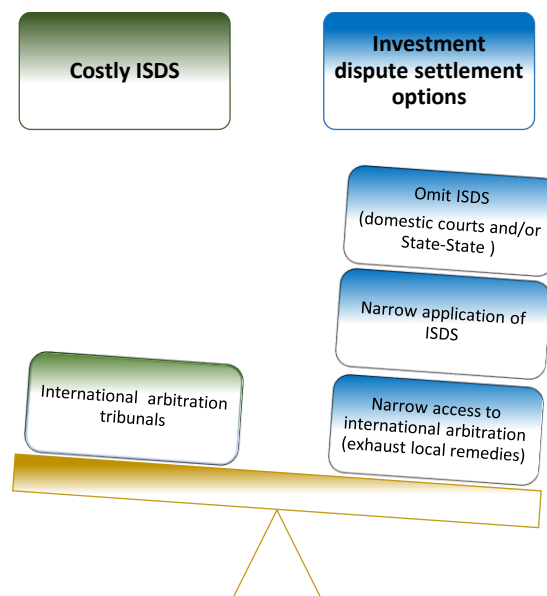 Costly ISDS
Investment
dispute settlement
options
Omit ISDS
(domestic courts and/or
State-State )
Narrow application of
ISDS
International arbitration
tribunals
Narrow access to
international arbitration
(exhaust local remedies)